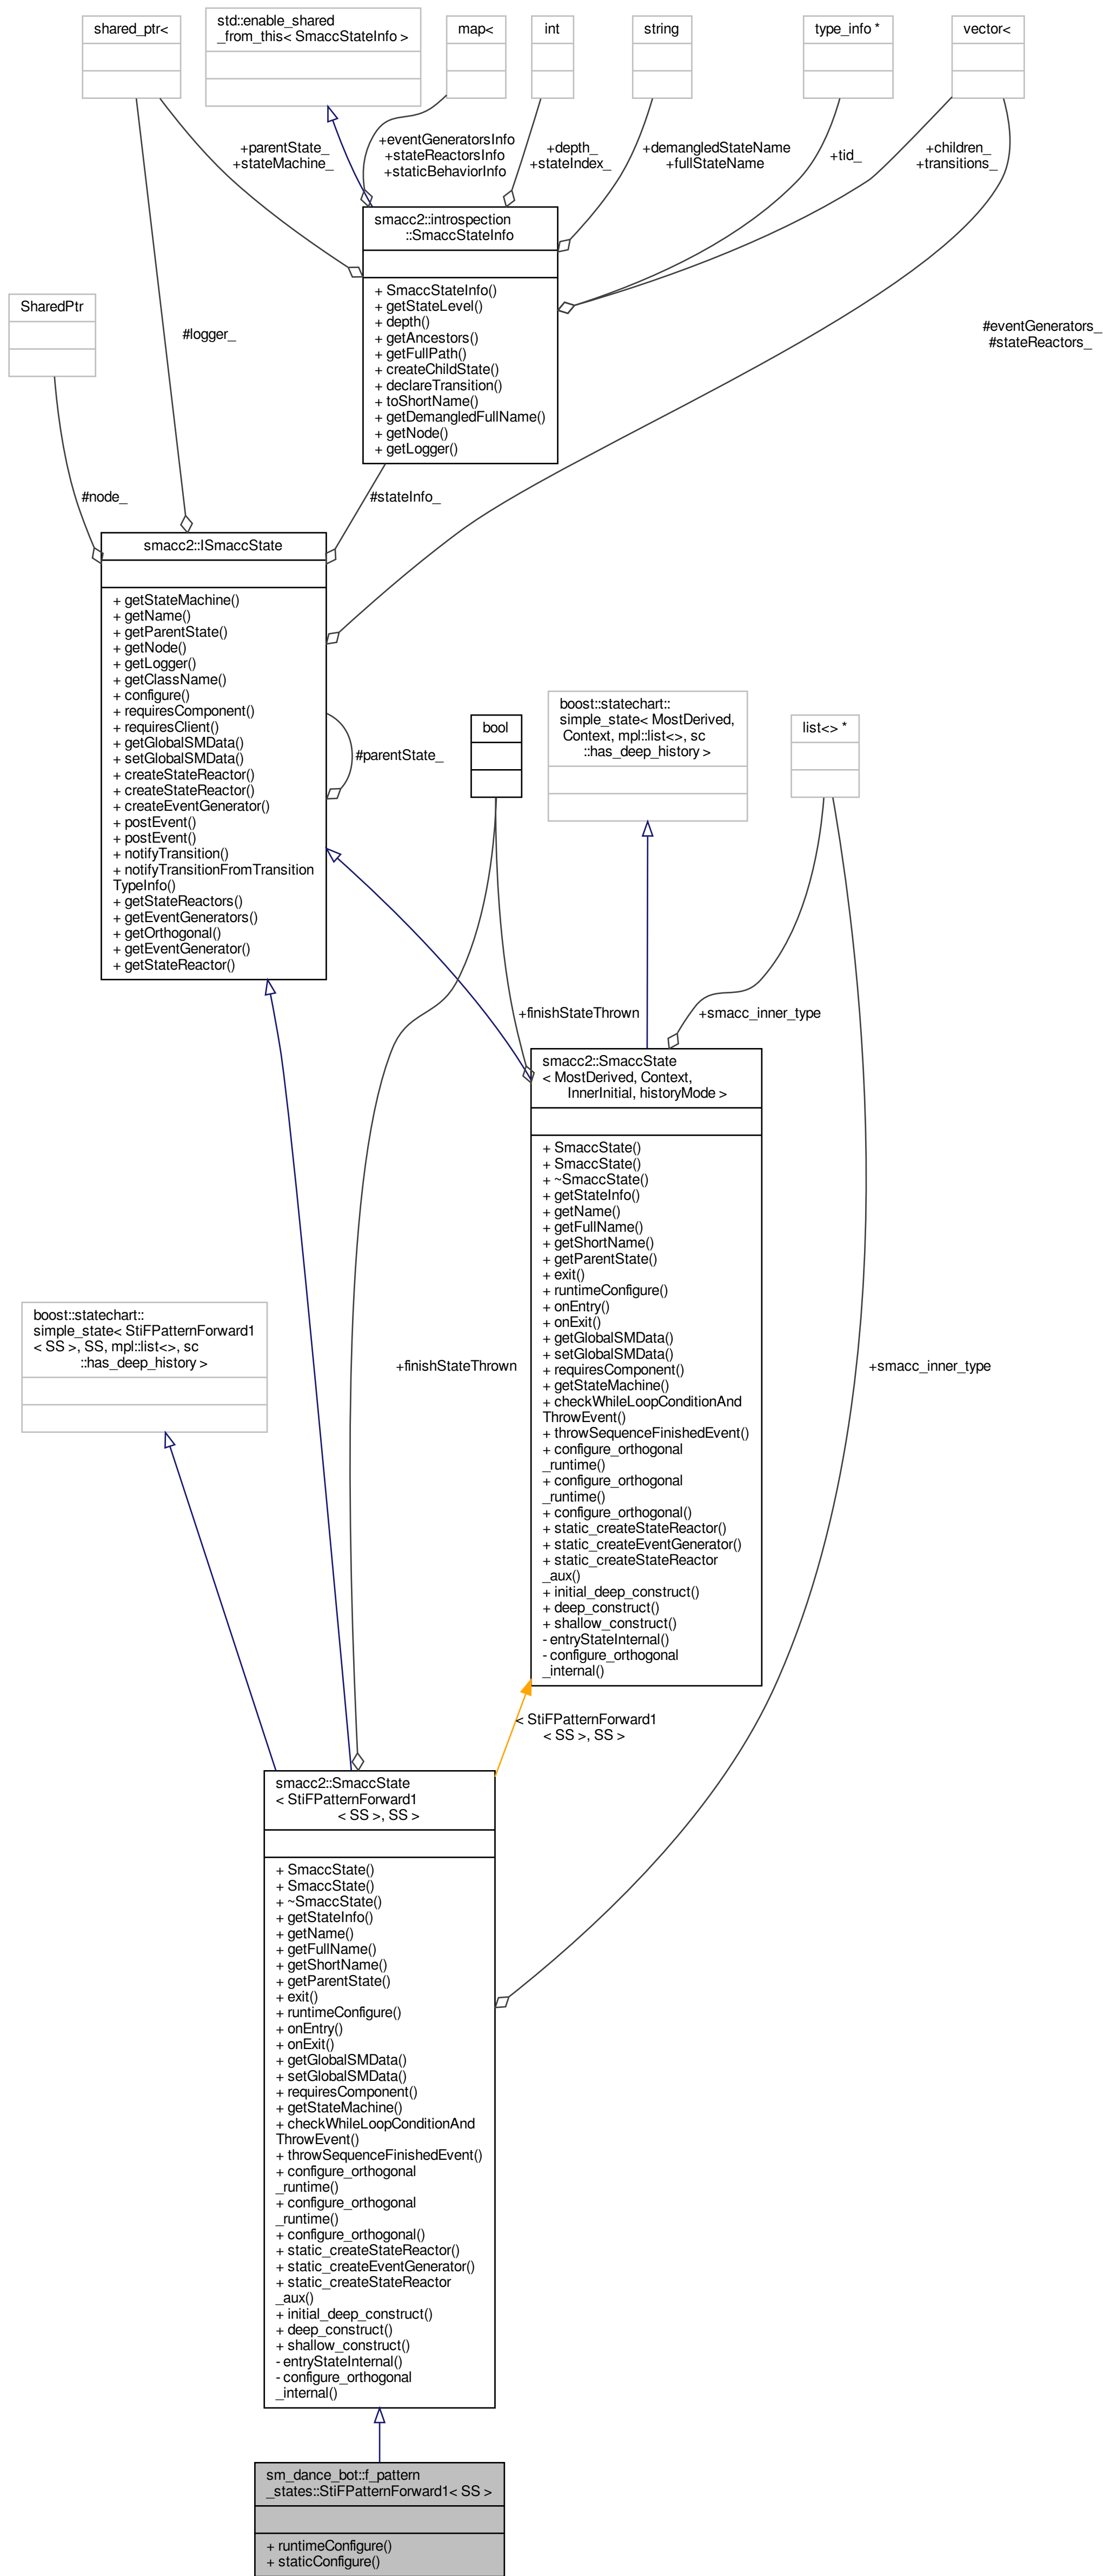 shared_ptr<
std::enable_shared
_from_this< SmaccStateInfo >
map<
int
string
type_info *
vector<
+parentState_
+stateMachine_
+eventGeneratorsInfo
+stateReactorsInfo
+staticBehaviorInfo
+depth_
+stateIndex_
+demangledStateName
+fullStateName
+tid_
+children_
+transitions_
smacc2::introspection
::SmaccStateInfo
+ SmaccStateInfo()
+ getStateLevel()
+ depth()
+ getAncestors()
+ getFullPath()
+ createChildState()
+ declareTransition()
+ toShortName()
+ getDemangledFullName()
+ getNode()
+ getLogger()
SharedPtr
#logger_
#eventGenerators_
#stateReactors_
#node_
#stateInfo_
smacc2::ISmaccState
+ getStateMachine()
+ getName()
+ getParentState()
+ getNode()
+ getLogger()
+ getClassName()
+ configure()
+ requiresComponent()
+ requiresClient()
+ getGlobalSMData()
+ setGlobalSMData()
+ createStateReactor()
+ createStateReactor()
+ createEventGenerator()
+ postEvent()
+ postEvent()
+ notifyTransition()
+ notifyTransitionFromTransition
TypeInfo()
+ getStateReactors()
+ getEventGenerators()
+ getOrthogonal()
+ getEventGenerator()
+ getStateReactor()
#parentState_
bool
boost::statechart::
simple_state< MostDerived,
Context, mpl::list<>, sc
::has_deep_history >
list<> *
+finishStateThrown
+smacc_inner_type
smacc2::SmaccState
< MostDerived, Context,
InnerInitial, historyMode >
+ SmaccState()
+ SmaccState()
+ ~SmaccState()
+ getStateInfo()
+ getName()
+ getFullName()
+ getShortName()
+ getParentState()
+ exit()
+ runtimeConfigure()
+ onEntry()
+ onExit()
+ getGlobalSMData()
+ setGlobalSMData()
+ requiresComponent()
+ getStateMachine()
+ checkWhileLoopConditionAnd
ThrowEvent()
+ throwSequenceFinishedEvent()
+ configure_orthogonal
_runtime()
+ configure_orthogonal
_runtime()
+ configure_orthogonal()
+ static_createStateReactor()
+ static_createEventGenerator()
+ static_createStateReactor
_aux()
+ initial_deep_construct()
+ deep_construct()
+ shallow_construct()
- entryStateInternal()
- configure_orthogonal
_internal()
boost::statechart::
simple_state< StiFPatternForward1
< SS >, SS, mpl::list<>, sc
::has_deep_history >
+finishStateThrown
+smacc_inner_type
< StiFPatternForward1
< SS >, SS >
smacc2::SmaccState
< StiFPatternForward1
< SS >, SS >
+ SmaccState()
+ SmaccState()
+ ~SmaccState()
+ getStateInfo()
+ getName()
+ getFullName()
+ getShortName()
+ getParentState()
+ exit()
+ runtimeConfigure()
+ onEntry()
+ onExit()
+ getGlobalSMData()
+ setGlobalSMData()
+ requiresComponent()
+ getStateMachine()
+ checkWhileLoopConditionAnd
ThrowEvent()
+ throwSequenceFinishedEvent()
+ configure_orthogonal
_runtime()
+ configure_orthogonal
_runtime()
+ configure_orthogonal()
+ static_createStateReactor()
+ static_createEventGenerator()
+ static_createStateReactor
_aux()
+ initial_deep_construct()
+ deep_construct()
+ shallow_construct()
- entryStateInternal()
- configure_orthogonal
_internal()
sm_dance_bot::f_pattern
_states::StiFPatternForward1< SS >
+ runtimeConfigure()
+ staticConfigure()